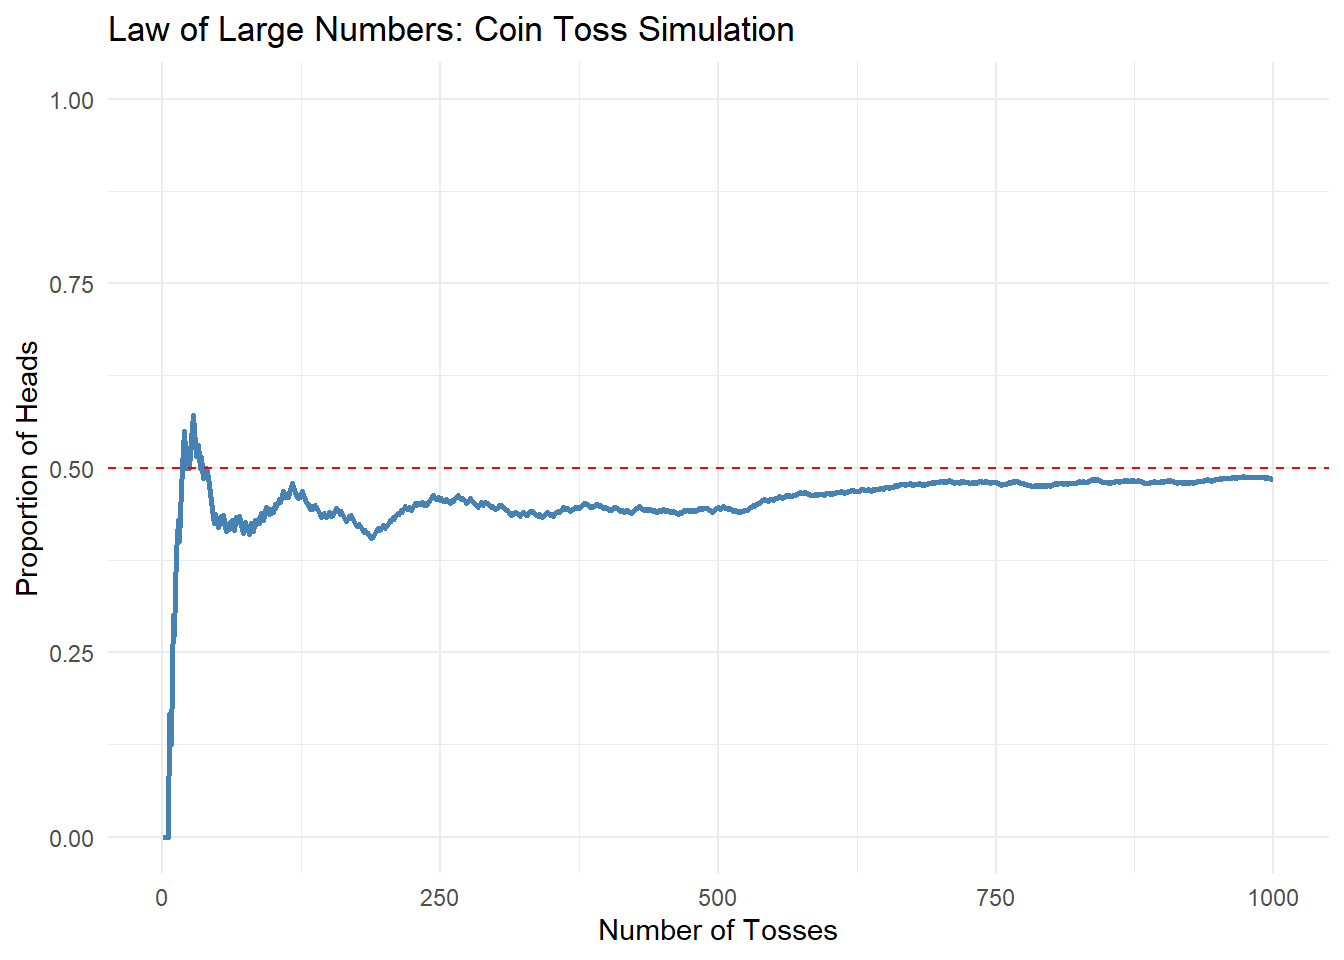 Law of Large Numbers: Coin Toss Simulation
1.00
0.75
0.50
0.25
0.00
Proportion of Heads
0 250 500 750 1000
Number of Tosses